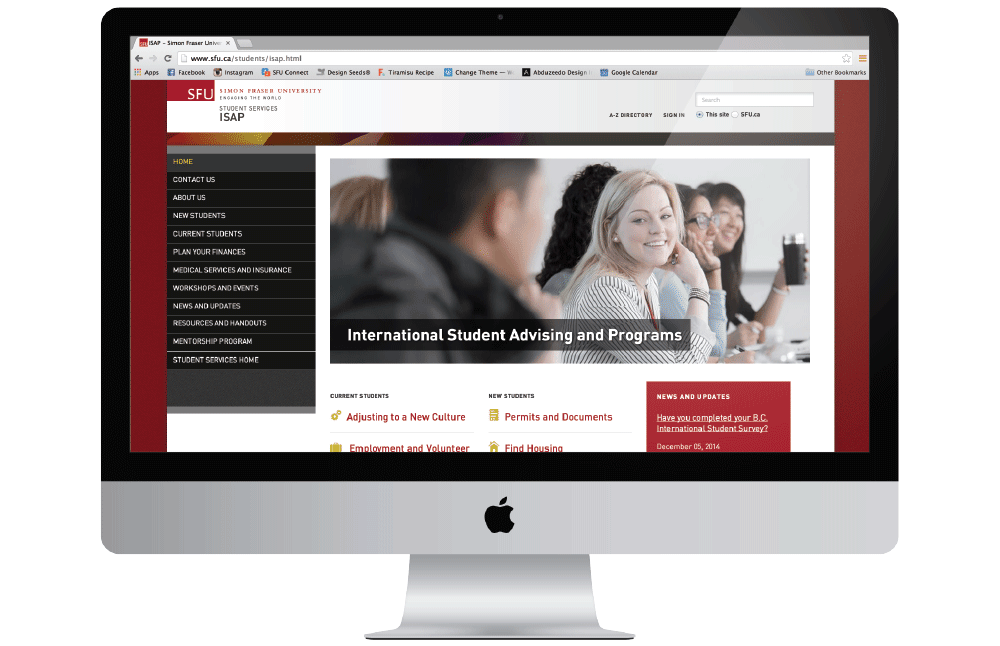 ISAP – Simon Fraser Unive
www.sfu.ca/students/isap.html
Apps Facebook Instagram SFU Connect Design Seeds® Tiramisu Recipe Change Theme — Abduzeedo Design Google Calendar Other Bookmarks
SFU SIMON FRASER UNIVERSITY
ENGAGING THE WORLD
STUDENT SERVICES
ISAP
Search
A-Z DIRECTORY SIGN IN This site SFU.ca
HOME
CONTACT US
ABOUT US
NEW STUDENTS
CURRENT STUDENTS
PLAN YOUR FINANCES
MEDICAL SERVICES AND INSURANCE
WORKSHOPS AND EVENTS
NEWS AND UPDATES
RESOURCES AND HANDOUTS
MENTORSHIP PROGRAM
STUDENT SERVICES HOME
International Student Advising and Programs
CURRENT STUDENTS
Adjusting to a New Culture
Employment and Volunteer
NEW STUDENTS
Permits and Documents
Find Housing
NEWS AND UPDATES
Have you completed your B.C.
International Student Survey?
December 05, 2014